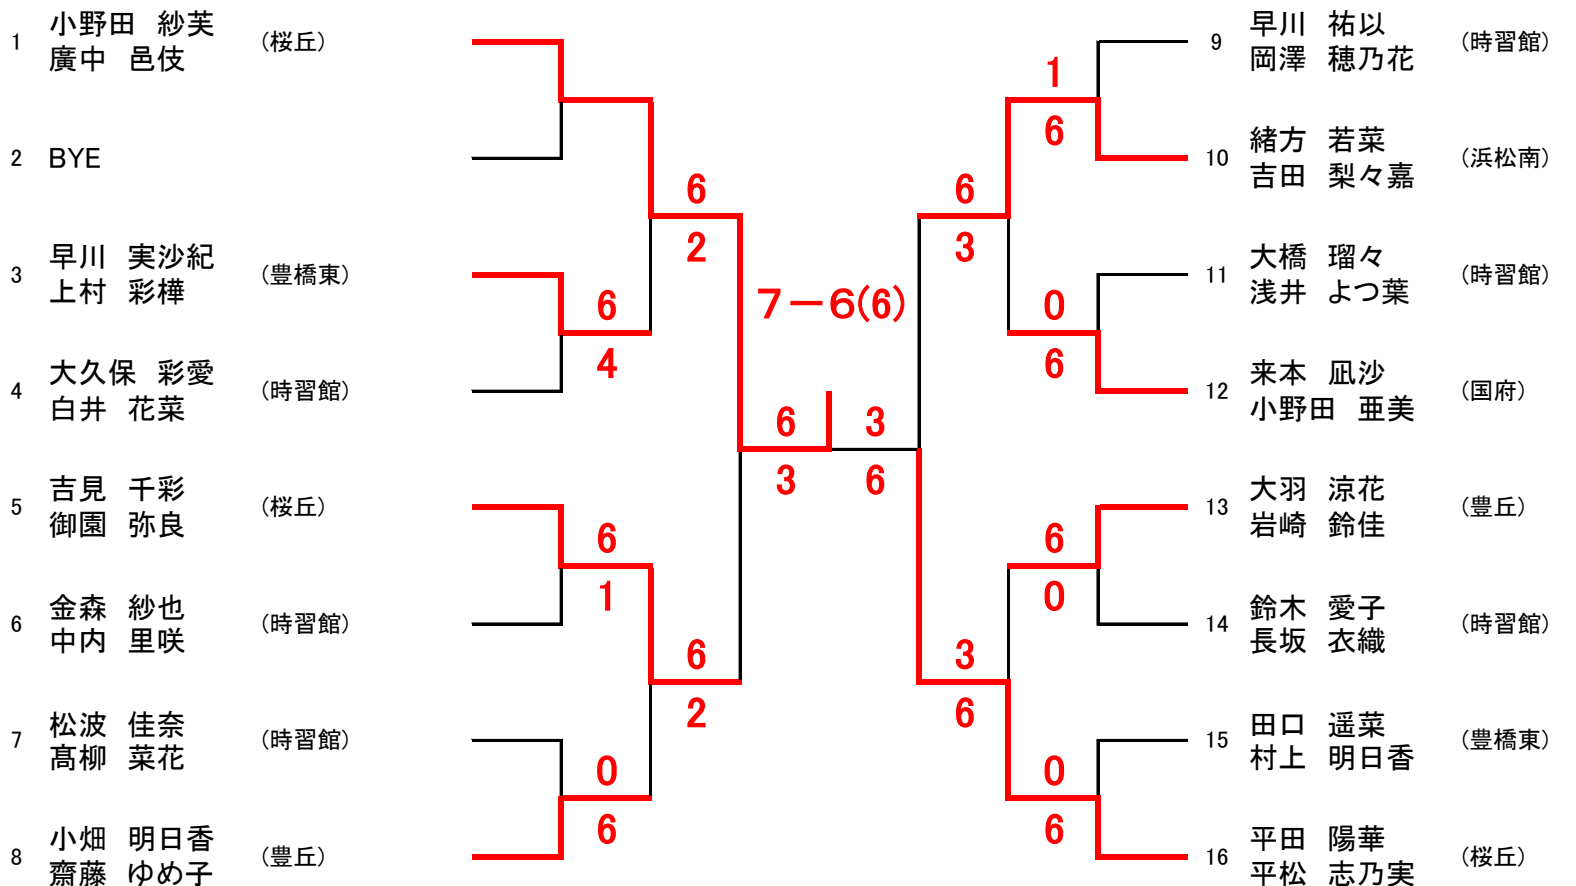 1 小野田 紗芙 (桜丘)
廣中 邑伎
2 BYE
3 早川 実沙紀 (豊橋東)
上村 彩樺
4 大久保 彩愛 (時習館)
白井 花菜
5 吉見 千彩 (桜丘)
御園 弥良
6 金森 紗也 (時習館)
中内 里咲
7 松波 佳奈 (時習館)
髙柳 菜花
8 小畑 明日香 (豊丘)
齋藤 ゆめ子
6
4
6
1
0
6
6
2
6
2
6
3
7－6(6)
3
6
6
3
3
6
1
6
0
6
6
0
0
6
9 早川 祐以 (時習館)
岡澤 穂乃花
10 緒方 若菜 (浜松南)
吉田 梨々嘉
11 大橋 瑠々 (時習館)
浅井 よつ葉
12 来本 凪沙 (国府)
小野田 亜美
13 大羽 涼花 (豊丘)
岩崎 鈴佳
14 鈴木 愛子 (時習館)
長坂 衣織
15 田口 遥菜 (豊橋東)
村上 明日香
16 平田 陽華 (桜丘)
平松 志乃実